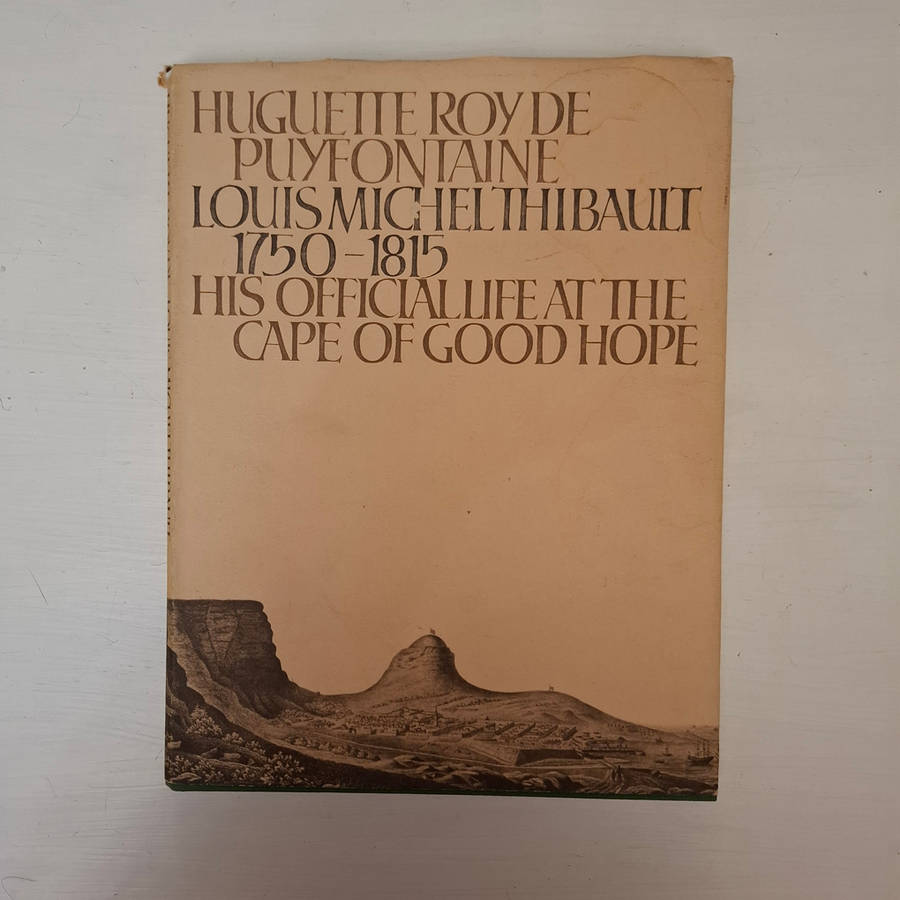 HUGUETTE ROY DE
PUYFONTAINE
LOUIS MICHEL THIBAULT
1750-1815
HIS OFFICIAL LIFE AT THE
CAPE OF GOOD HOPE